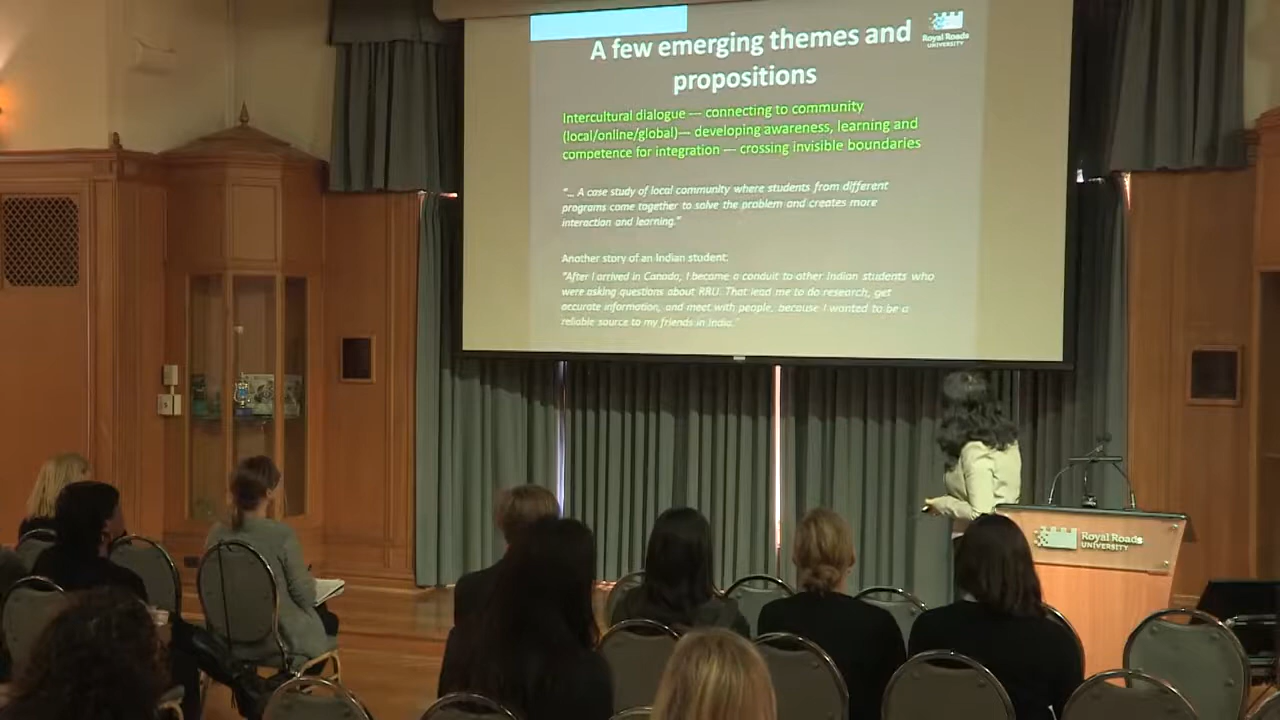 A few emerging themes and
propositions
Royal Roads
UNIVERSITY
Intercultural dialogue — connecting to community
(local/online/global)— developing awareness, learning and
competence for integration — crossing invisible boundaries
"... A case study of local community where students from different
programs come together to solve the problem and creates more
interaction and learning."
Another story of an Indian student:
"After I arrived in Canada, I became a conduit to other Indian students who
were asking questions about RRU. That lead me to do research, get
accurate information, and meet with people, because I wanted to be a
reliable source to my friends in India."
Royal Roads
UNIVERSITY